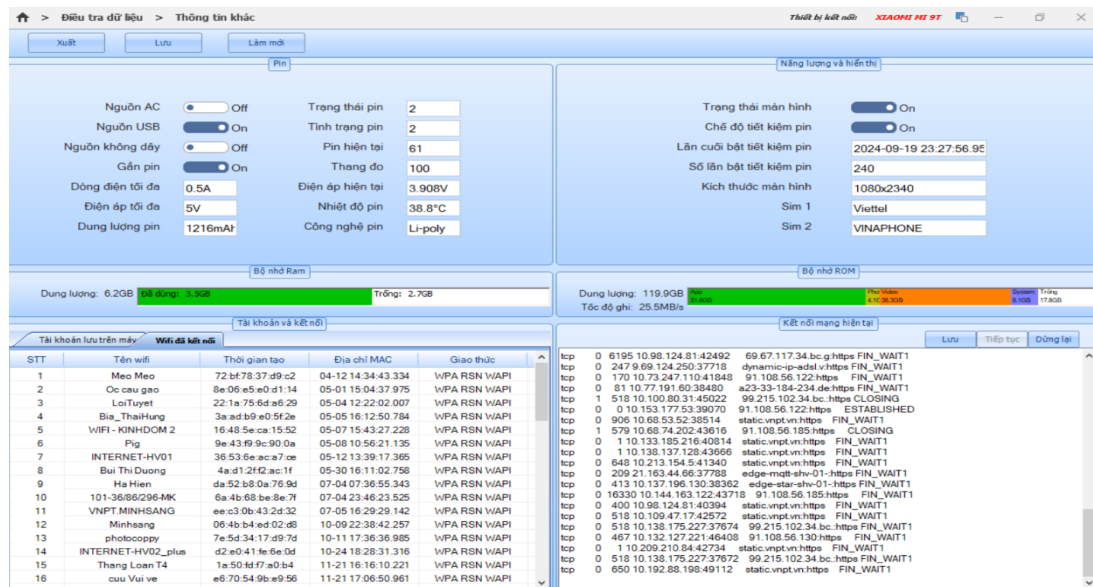 > Điều tra dữ liệu > Thông tin khác
Thiết bị kết nối: XIAOMI MI 9T
Xuất Lưu Làm mới
Pin
Nguồn AC Off Trạng thái pin 2
Nguồn USB On Tình trạng pin 2
Nguồn không dây Off Pin hiện tại 61
Gắn pin On Thang đo 100
Dòng điện tối đa 0.5A Điện áp hiện tại 3.908V
Điện áp tối đa 5V Nhiệt độ pin 38.8°C
Dung lượng pin 1216mAh Công nghệ pin Li-poly
Năng lượng và hiển thị
Trạng thái màn hình On
Chế độ tiết kiệm pin On
Lần cuối bật tiết kiệm pin 2024-09-19 23:27:56.95
Số lần bật tiết kiệm pin 240
Kích thước màn hình 1080x2340
Sim 1 Viettel
Sim 2 VINAPHONE
Bộ nhớ Ram
Dung lượng: 6.2GB Đã dùng: 3.5GB Trống: 2.7GB
Bộ nhớ ROM
Dung lượng: 119.9GB App Pho Video System Trống
51.8GB 4.1G 38.3GB 8.1GB 17.8GB
Tốc độ ghi: 25.5MB/s
Tài khoản và kết nối
Tài khoản lưu trên máy Wifi đã kết nối
STT Tên wifi Thời gian tạo Địa chỉ MAC Giao thức
1 Meo Meo 72:bf:78:37:d9:c2 04-12 14:34:43.334 WPA RSN WAPI
2 Oc cau gao 8e:06:e5:e0:d1:14 05-01 15:04:37.975 WPA RSN WAPI
3 LoiTuyet 22:1a:75:6d:a6:29 05-04 12:22:02.007 WPA RSN WAPI
4 Bia_ThaiHung 3a:ad:b9:e0:5f:2e 05-05 16:12:50.784 WPA RSN WAPI
5 WIFI - KINHDOM 2 16:48:5e:ca:15:52 05-07 15:43:27.228 WPA RSN WAPI
6 Pig 9e:43:f9:9c:90:0a 05-08 10:56:21.135 WPA RSN WAPI
7 INTERNET-HV01 36:53:6e:ac:a7:ce 05-12 13:39:17.365 WPA RSN WAPI
8 Bui Thi Duong 4a:d1:2f:f2:ac:1f 05-30 16:11:02.758 WPA RSN WAPI
9 Ha Hien da:52:b8:0a:76:9d 07-04 07:36:55.343 WPA RSN WAPI
10 101-36/86/296-MK 6a:4b:68:be:8e:7f 07-04 23:46:23.525 WPA RSN WAPI
11 VNPT.MINHSANG ee:c3:0b:43:2d:32 07-05 16:29:29.142 WPA RSN WAPI
12 Minhsang 06:4b:b4:ed:02:d8 10-09 22:38:42.257 WPA RSN WAPI
13 photocoppy 7e:5d:34:17:d9:7d 10-11 17:36:36.985 WPA RSN WAPI
14 INTERNET-HV02_plus d2:e0:41:fe:6e:0d 10-24 18:28:31.316 WPA RSN WAPI
15 Thang Loan T4 1a:50:fd:f7:a0:b4 11-21 16:16:10.221 WPA RSN WAPI
16 cuu Vui ve e6:70:54:9b:e9:56 11-21 17:06:50.961 WPA RSN WAPI
Kết nối mạng hiện tại
Lưu Tiếp tục Dừng lại
tcp 0 6195 10.98.124.81:42492 69.67.117.34.bc.g:https FIN_WAIT1
tcp 0 247 9.69.124.250:37718 dynamic-ip-adsl.v:https FIN_WAIT1
tcp 0 170 10.73.247.110:41848 91.108.56.122:https FIN_WAIT1
tcp 0 81 10.77.191.60:38480 a23-33-184-234.de:https FIN_WAIT1
tcp 1 518 10.100.80.31:45022 99.215.102.34.bc.:https CLOSING
tcp 0 0 10.153.177.53:39070 91.108.56.122:https ESTABLISHED
tcp 0 906 10.68.53.52:38514 static.vnpt.vn:https FIN_WAIT1
tcp 1 579 10.68.74.202:43616 91.108.56.185:https CLOSING
tcp 0 1 10.133.185.216:40814 static.vnpt.vn:https FIN_WAIT1
tcp 0 1 10.138.137.128:43666 static.vnpt.vn:https FIN_WAIT1
tcp 0 648 10.213.154.5:41340 static.vnpt.vn:https FIN_WAIT1
tcp 0 209 21.163.44.66:37788 edge-mqtt-shv-01-:https FIN_WAIT1
tcp 0 413 10.137.196.130:38362 edge-star-shv-01-:https FIN_WAIT1
tcp 0 16330 10.144.163.122:43718 91.108.56.185:https FIN_WAIT1
tcp 0 400 10.98.124.81:40394 static.vnpt.vn:https FIN_WAIT1
tcp 0 518 10.109.47.17:42572 static.vnpt.vn:https FIN_WAIT1
tcp 0 518 10.138.175.227:37674 99.215.102.34.bc.:https FIN_WAIT1
tcp 0 467 10.132.127.221:46408 91.108.56.130:https FIN_WAIT1
tcp 0 1 10.209.210.84:42734 static.vnpt.vn:https FIN_WAIT1
tcp 0 518 10.138.175.227:37672 99.215.102.34.bc.:https FIN_WAIT1
tcp 0 650 10.192.88.198:49112 static.vnpt.vn:https FIN_WAIT1